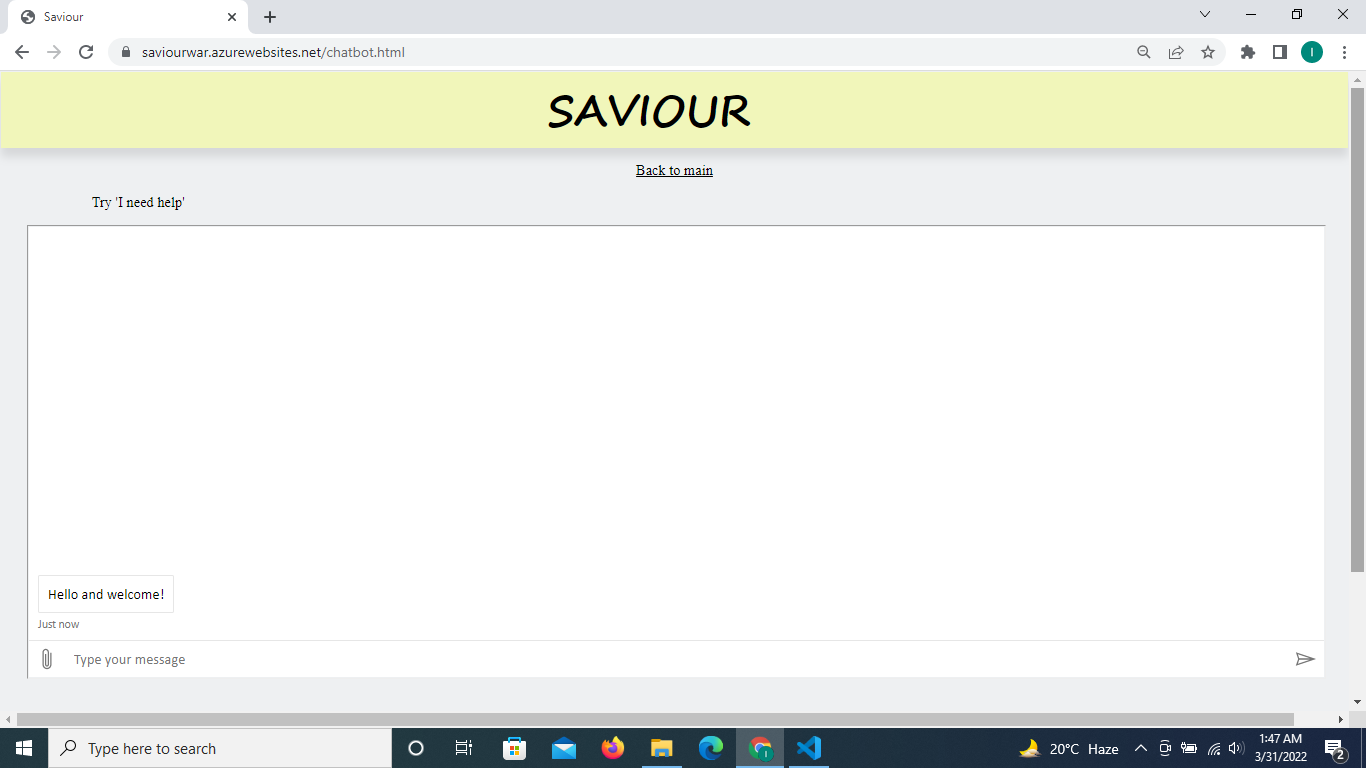 Saviour
saviourwar.azurewebsites.net/chatbot.html
I
SAVIOUR
Back to main
Try 'I need help'
Hello and welcome!
Just now
Type your message
Type here to search
20°C Haze
1:47 AM
3/31/2022
2